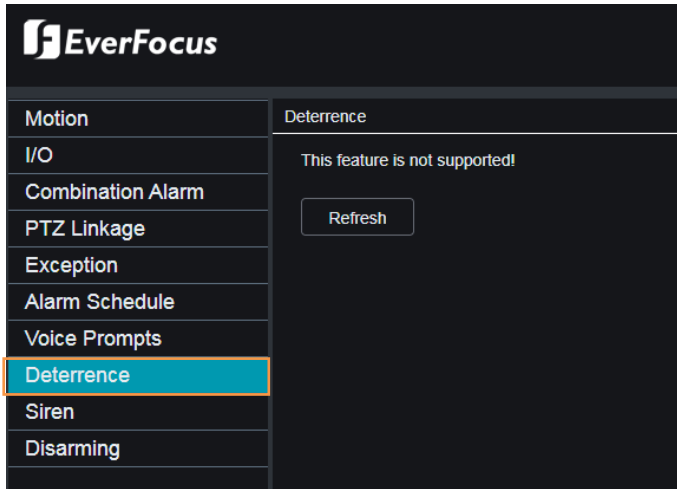 EverFocus
Motion
I/O
Combination Alarm
PTZ Linkage
Exception
Alarm Schedule
Voice Prompts
Deterrence
Siren
Disarming
Deterrence
This feature is not supported!
Refresh